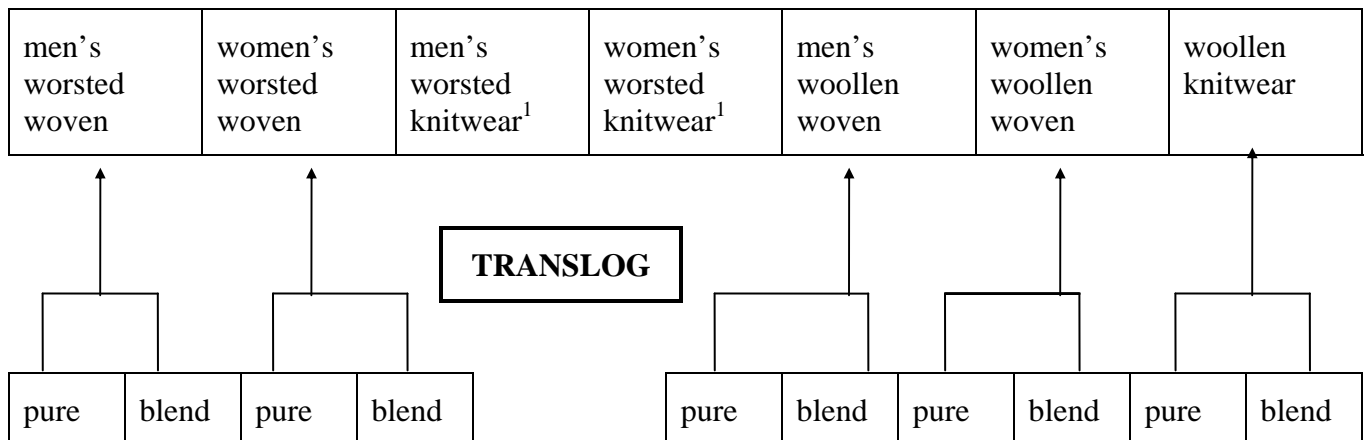 men’s
worsted
woven
women’s
worsted
woven
men’s
worsted
knitwear1
women’s
worsted
knitwear1
men’s
woollen
woven
women’s
woollen
woven
woollen
knitwear
TRANSLOG
pure
blend
pure
blend
pure
blend
pure
blend
pure
blend